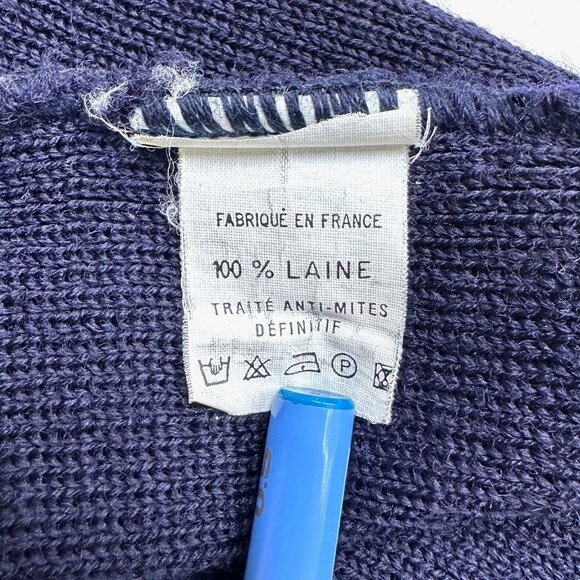 FABRIQUÉ EN FRANCE
100 % LAINE
TRAITÉ ANTI-MITES
DÉFINITIF
P